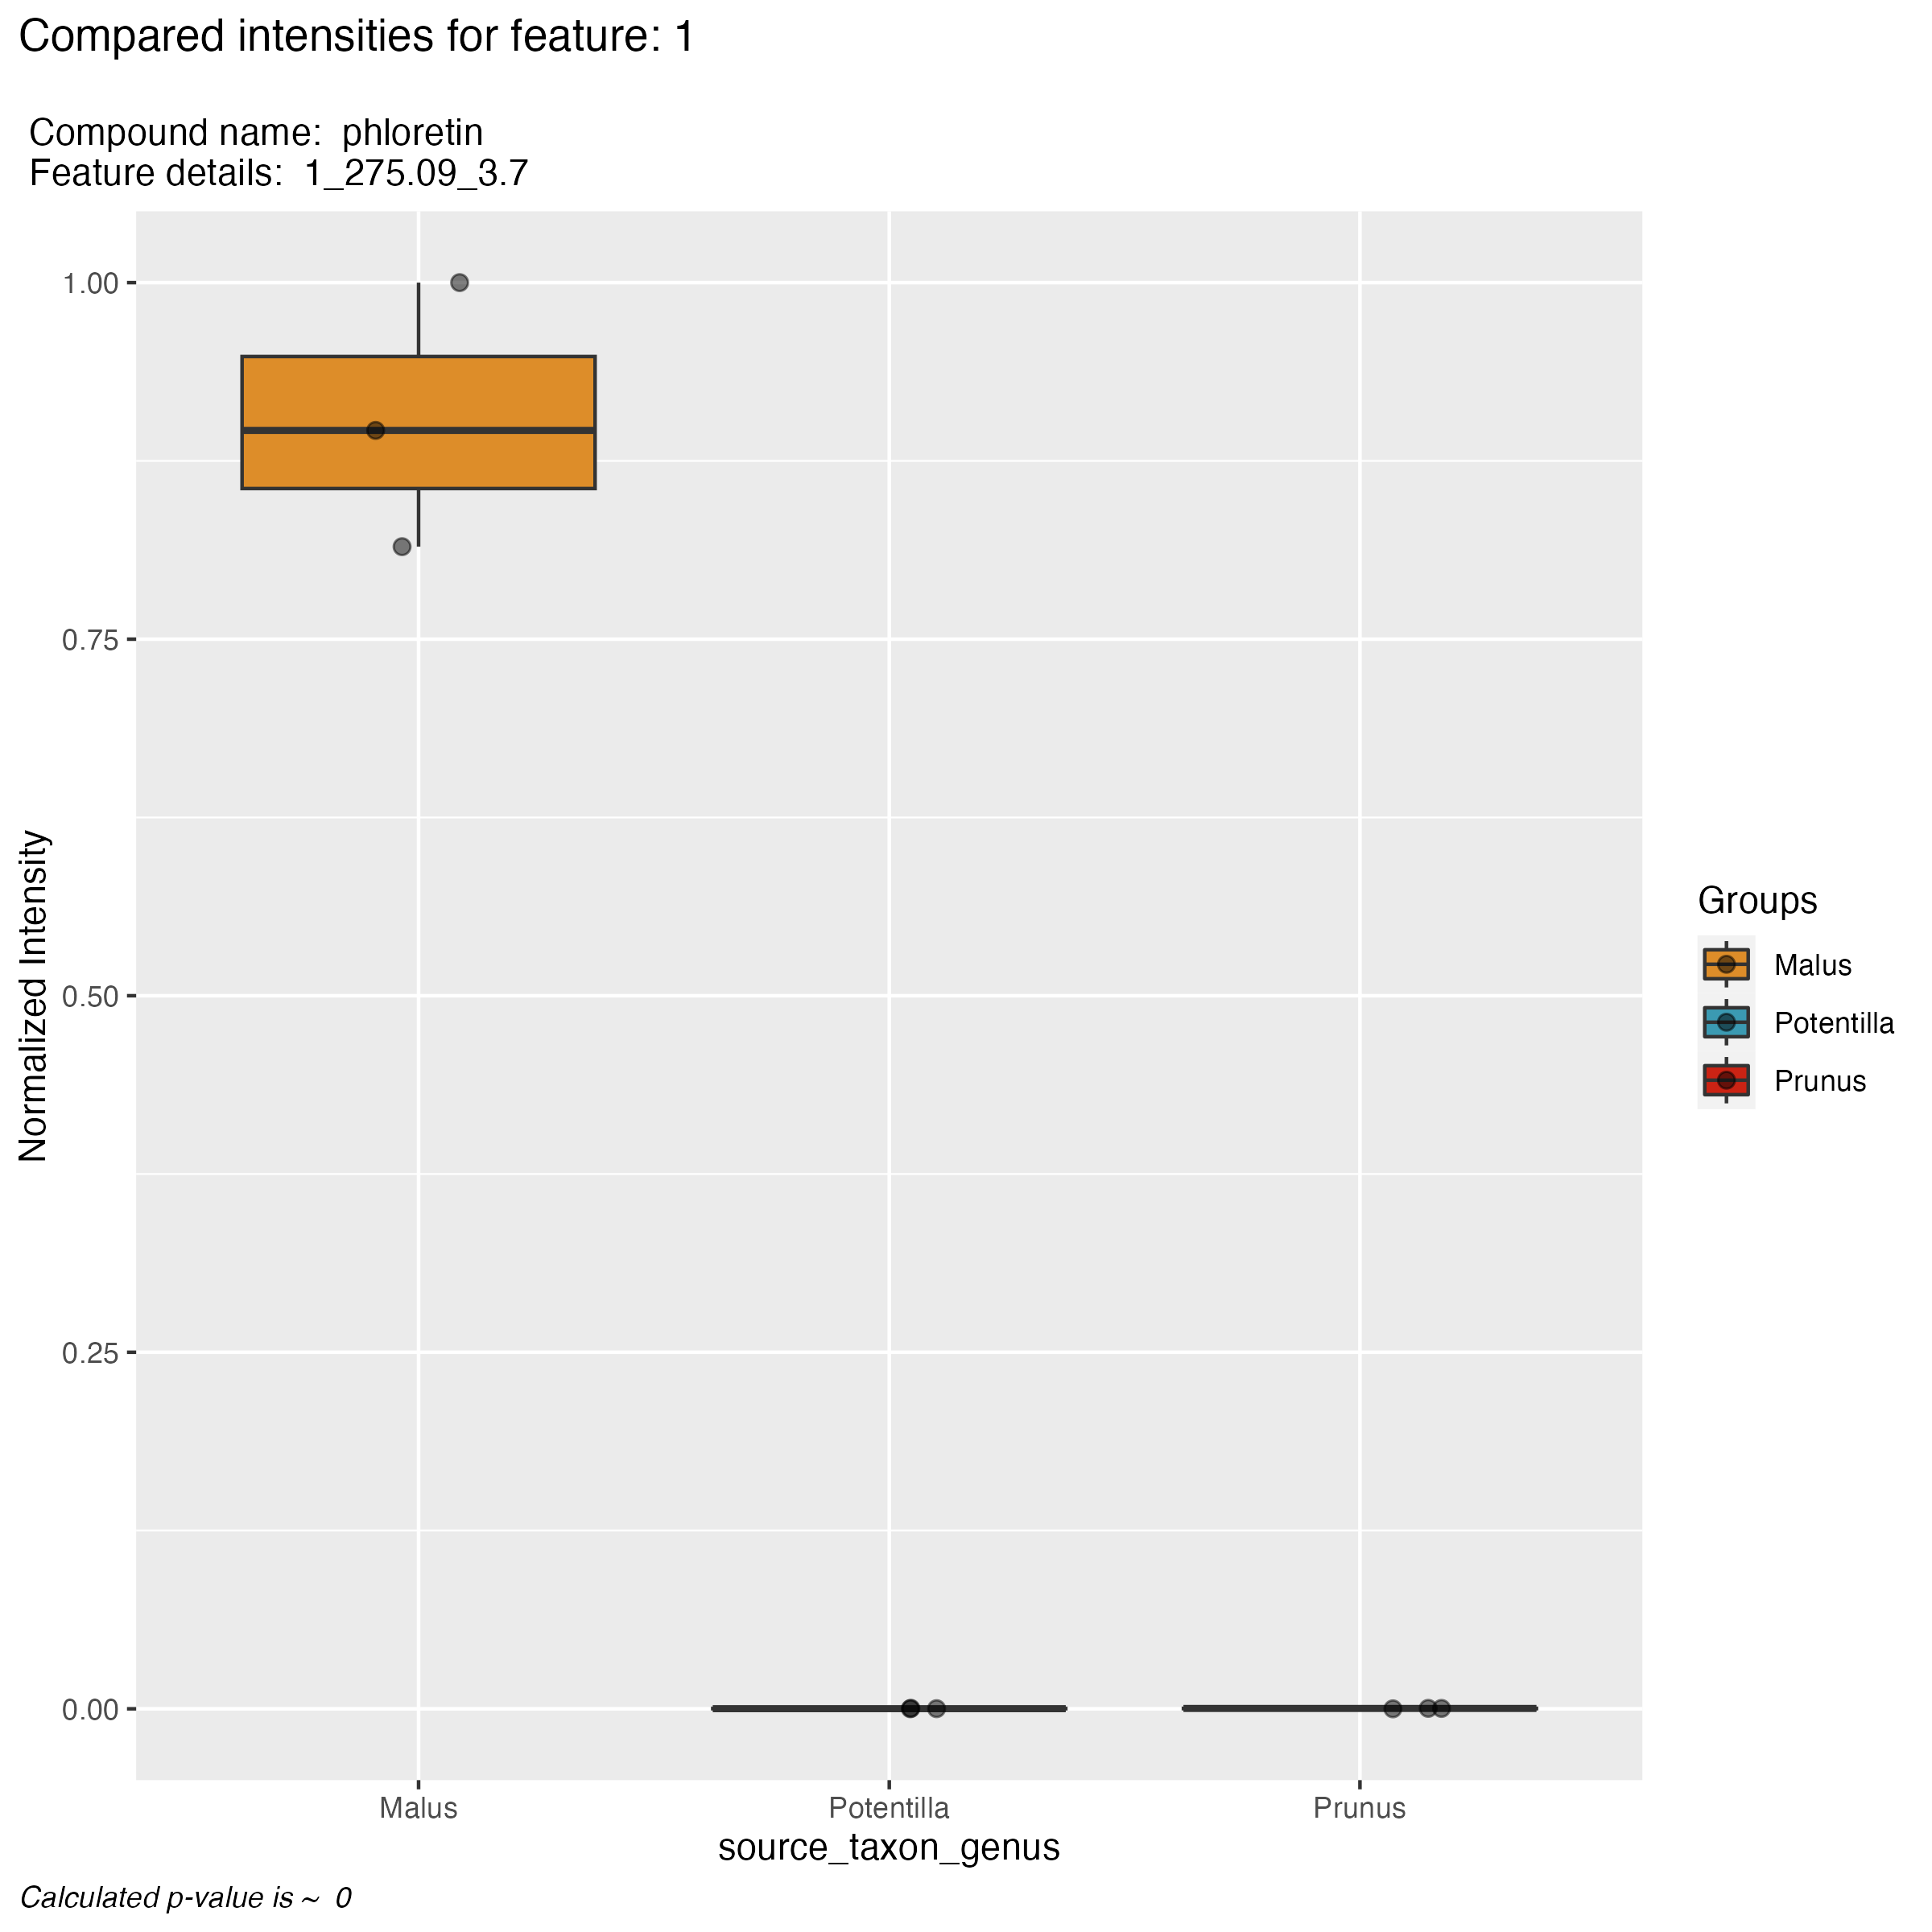 Compared intensities for feature: 1
Compound name:  phloretin
Feature details:  1_275.09_3.7
1.00
0.75
0.50
0.25
0.00
Normalized Intensity
Malus
Potentilla
Prunus
source_taxon_genus
Groups
Malus
Potentilla
Prunus
Calculated p-value is ~  0